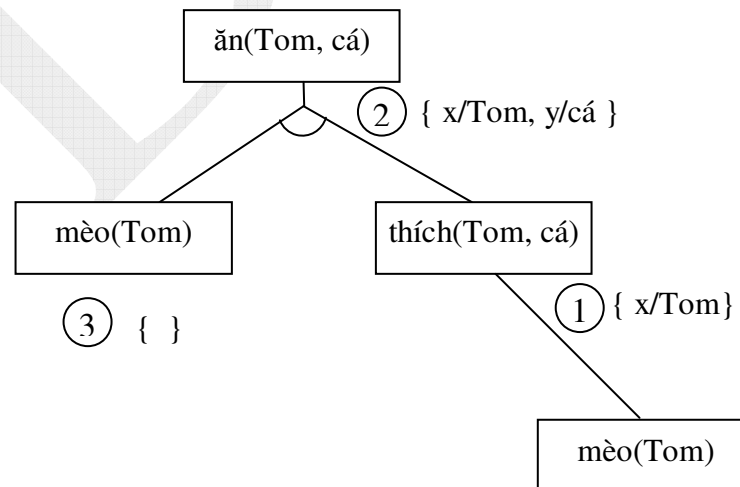 ăn(Tom, cá)
2 { x/Tom, y/cá }
mèo(Tom)
thích(Tom, cá)
3 { }
1 { x/Tom}
mèo(Tom)